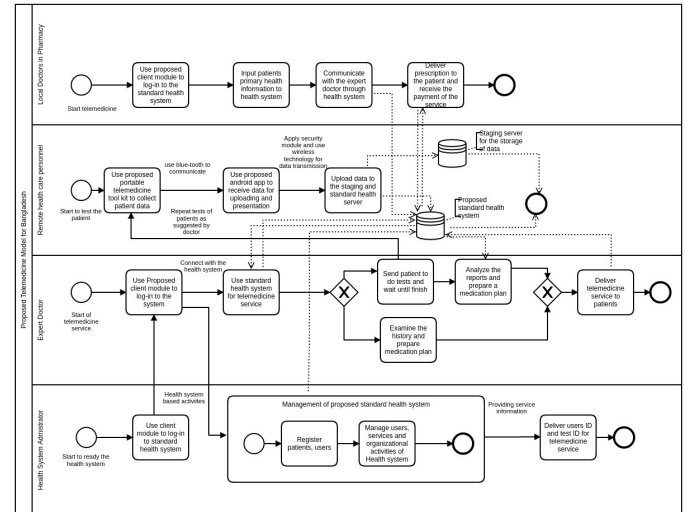 Proposed Telemedicine Model for Bangladesh
Local Doctors in Pharmacy
Start telemedicine
Use proposed
client module to
log-in to the
standard health
system
Input patients
primary health
information to
health system
Communicate
with the expert
doctor through
health system
Deliver
prescription to
the patient and
receive the
payment of the
service
Remote health care personnel
Start to test the
patient
Use proposed
portable
telemedicine
tool kit to collect
patient data
use blue-tooth to
communicate
Use proposed
android app to
receive data for
uploading and
presentation
Apply security
module and use
wireless
technology for
data transmission
Upload data to
the staging and
standard health
server
Staging server
for the storage
of data
Proposed
standard health
system
Repeat tests of
patients as
suggested by
doctor
Expert Doctor
Start of
telemedicine
service
Use Proposed
client module to
log-in to the
system
Connect with the
health system
Use standard
health system
for telemedicine
service
X
Send patient to
do tests and
wait until finish
Analyze the
reports and
prepare a
medication plan
Examine the
history and
prepare
medication plan
X
Deliver
telemedicine
service to
patients
Health System Admistrator
Start to ready the
health system
Use client
module to log-in
to standard
health system
Health system
based activiites
Management of proposed standard health system
Register
patients, users
Manage users,
services and
organizational
activities of
Health system
Providing service
information
Deliver users ID
and test ID for
telemedicine
service